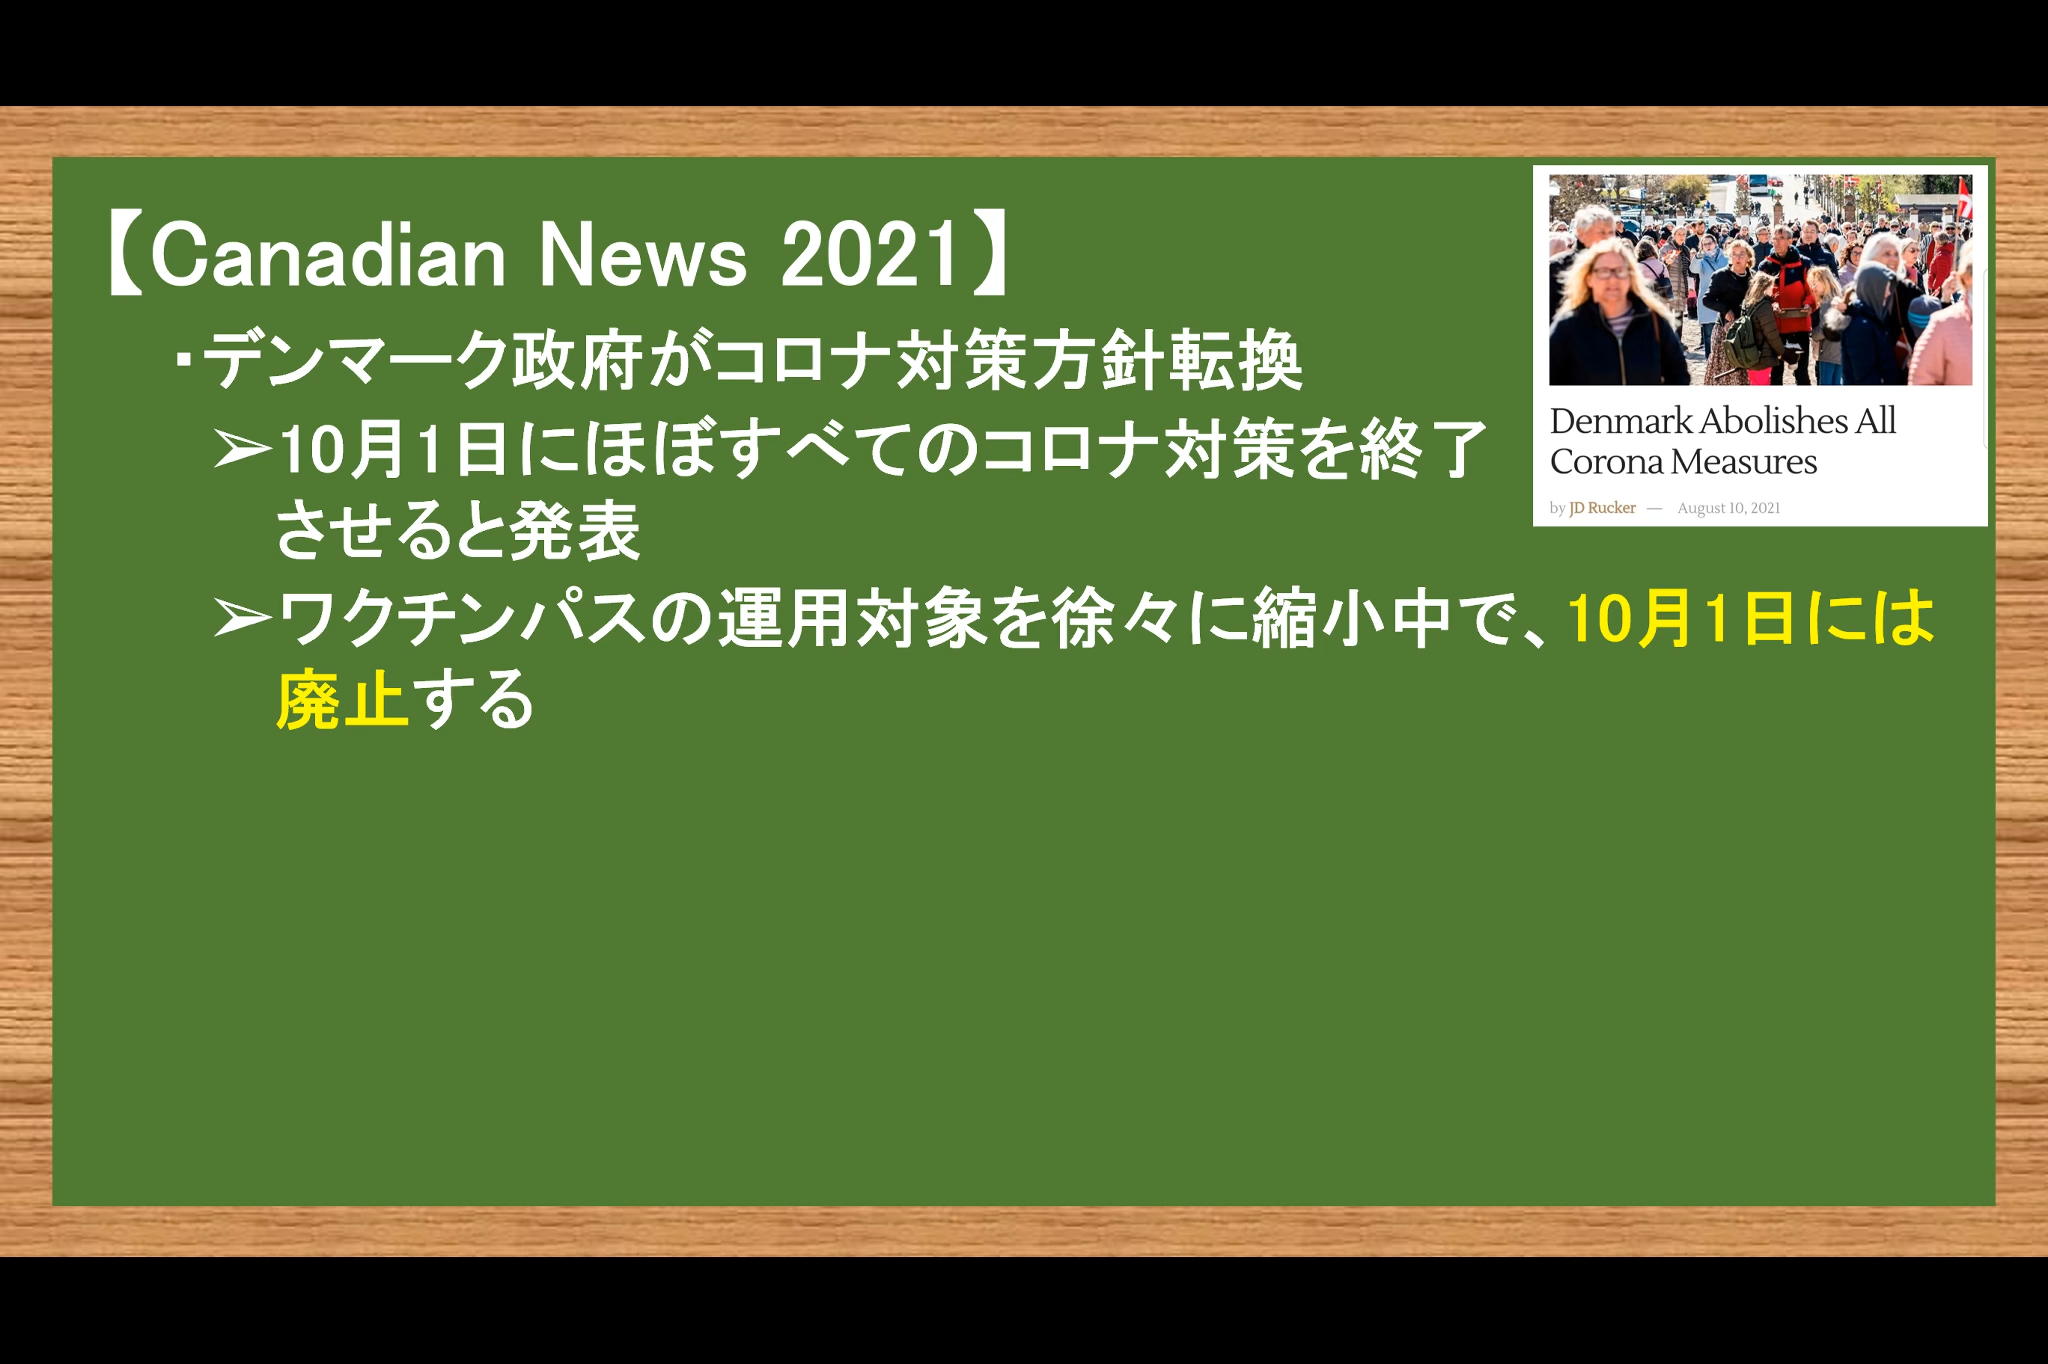 【Canadian News 2021】
・デンマーク政府がコロナ対策方針転換
➢10月1日にほぼすべてのコロナ対策を終了
させると発表
➢ワクチンパスの運用対象を徐々に縮小中で、10月1日には
廃止する
Denmark Abolishes All
Corona Measures
by JD Rucker — August 10, 2021